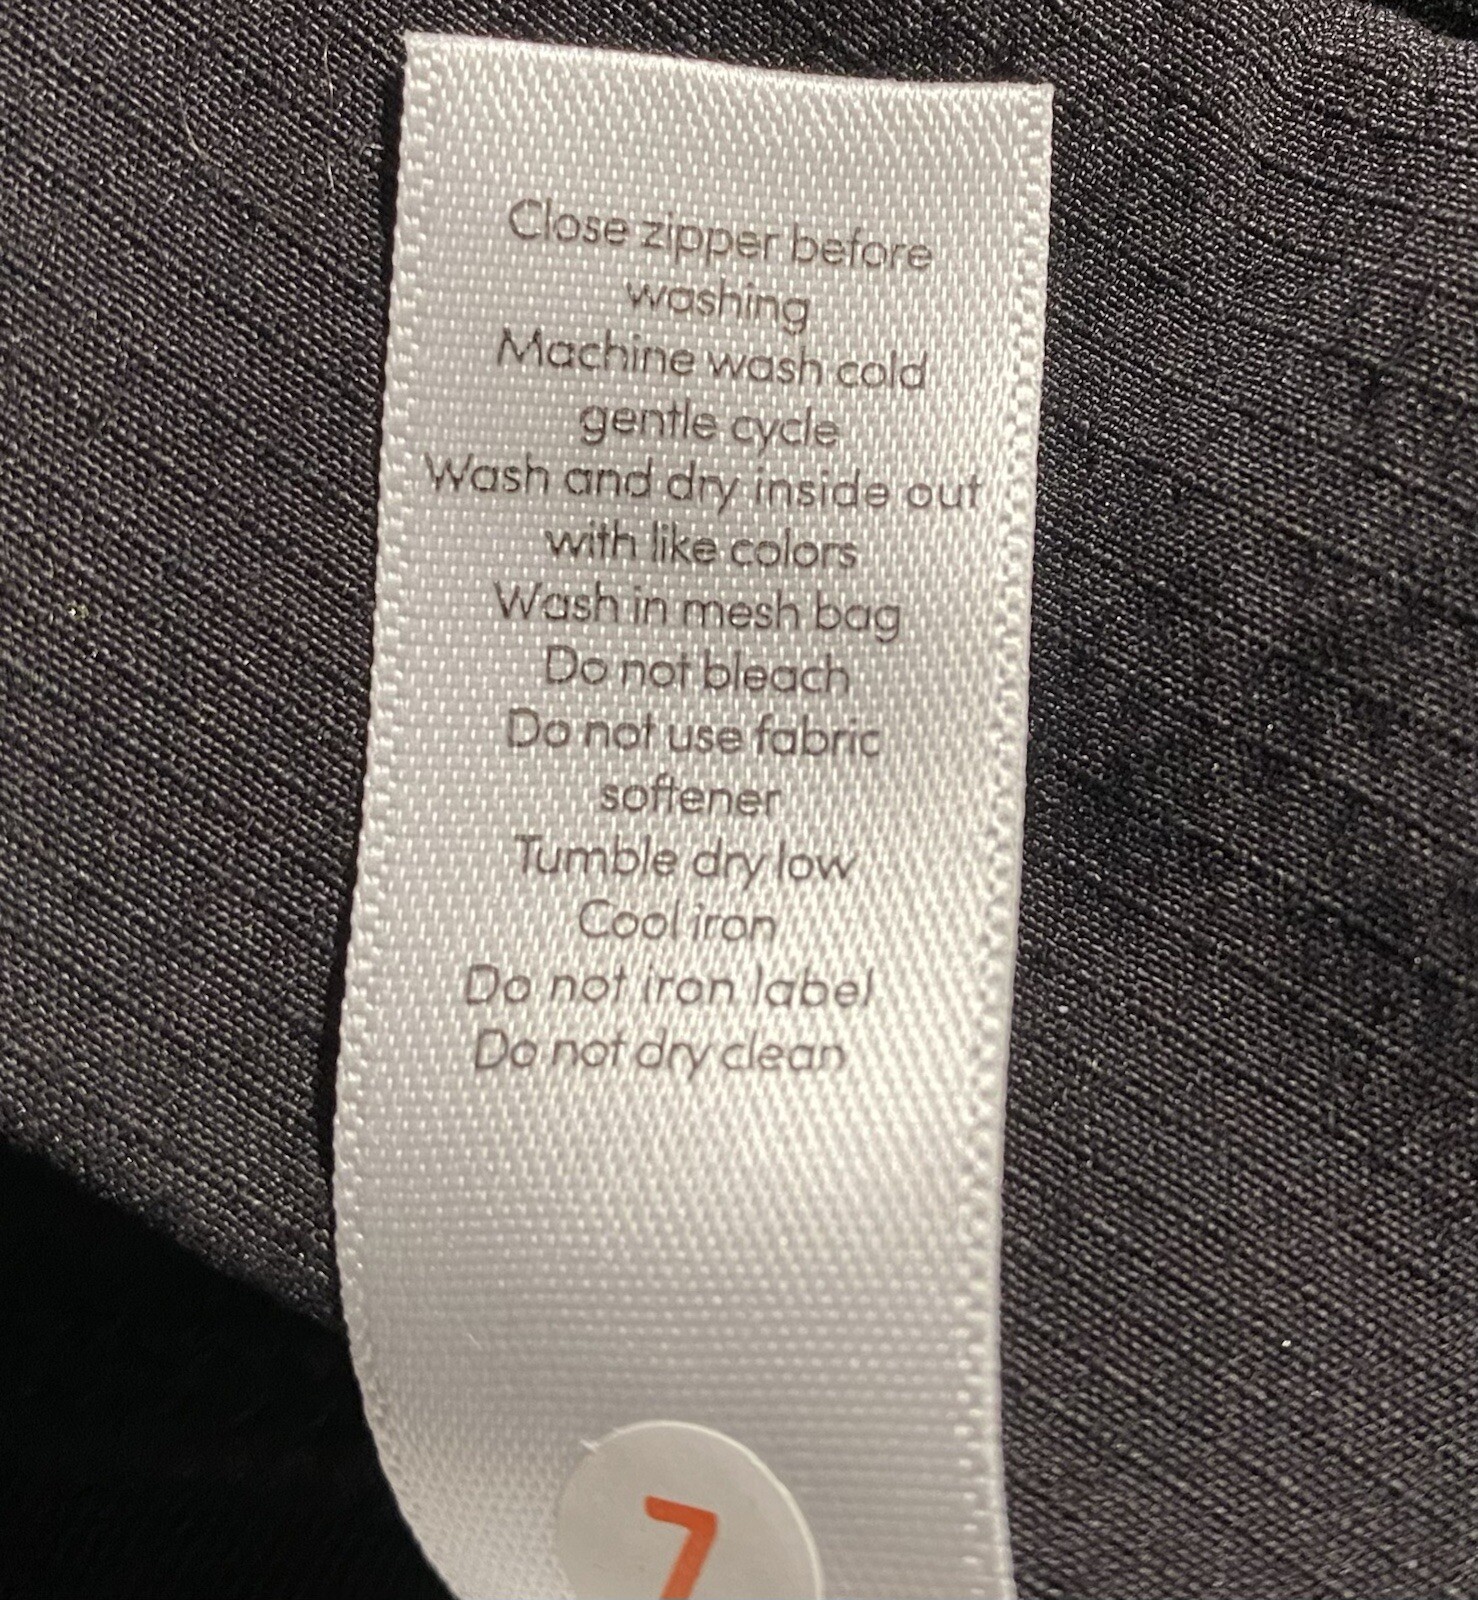 Close zipper before
washing
Machine wash cold
gentle cycle
Wash and dry inside out
with like colors
Wash in mesh bag
Do not bleach
Do not use fabric
softener
Tumble dry low
Cool iron
Do not iron label
Do not dry clean
7